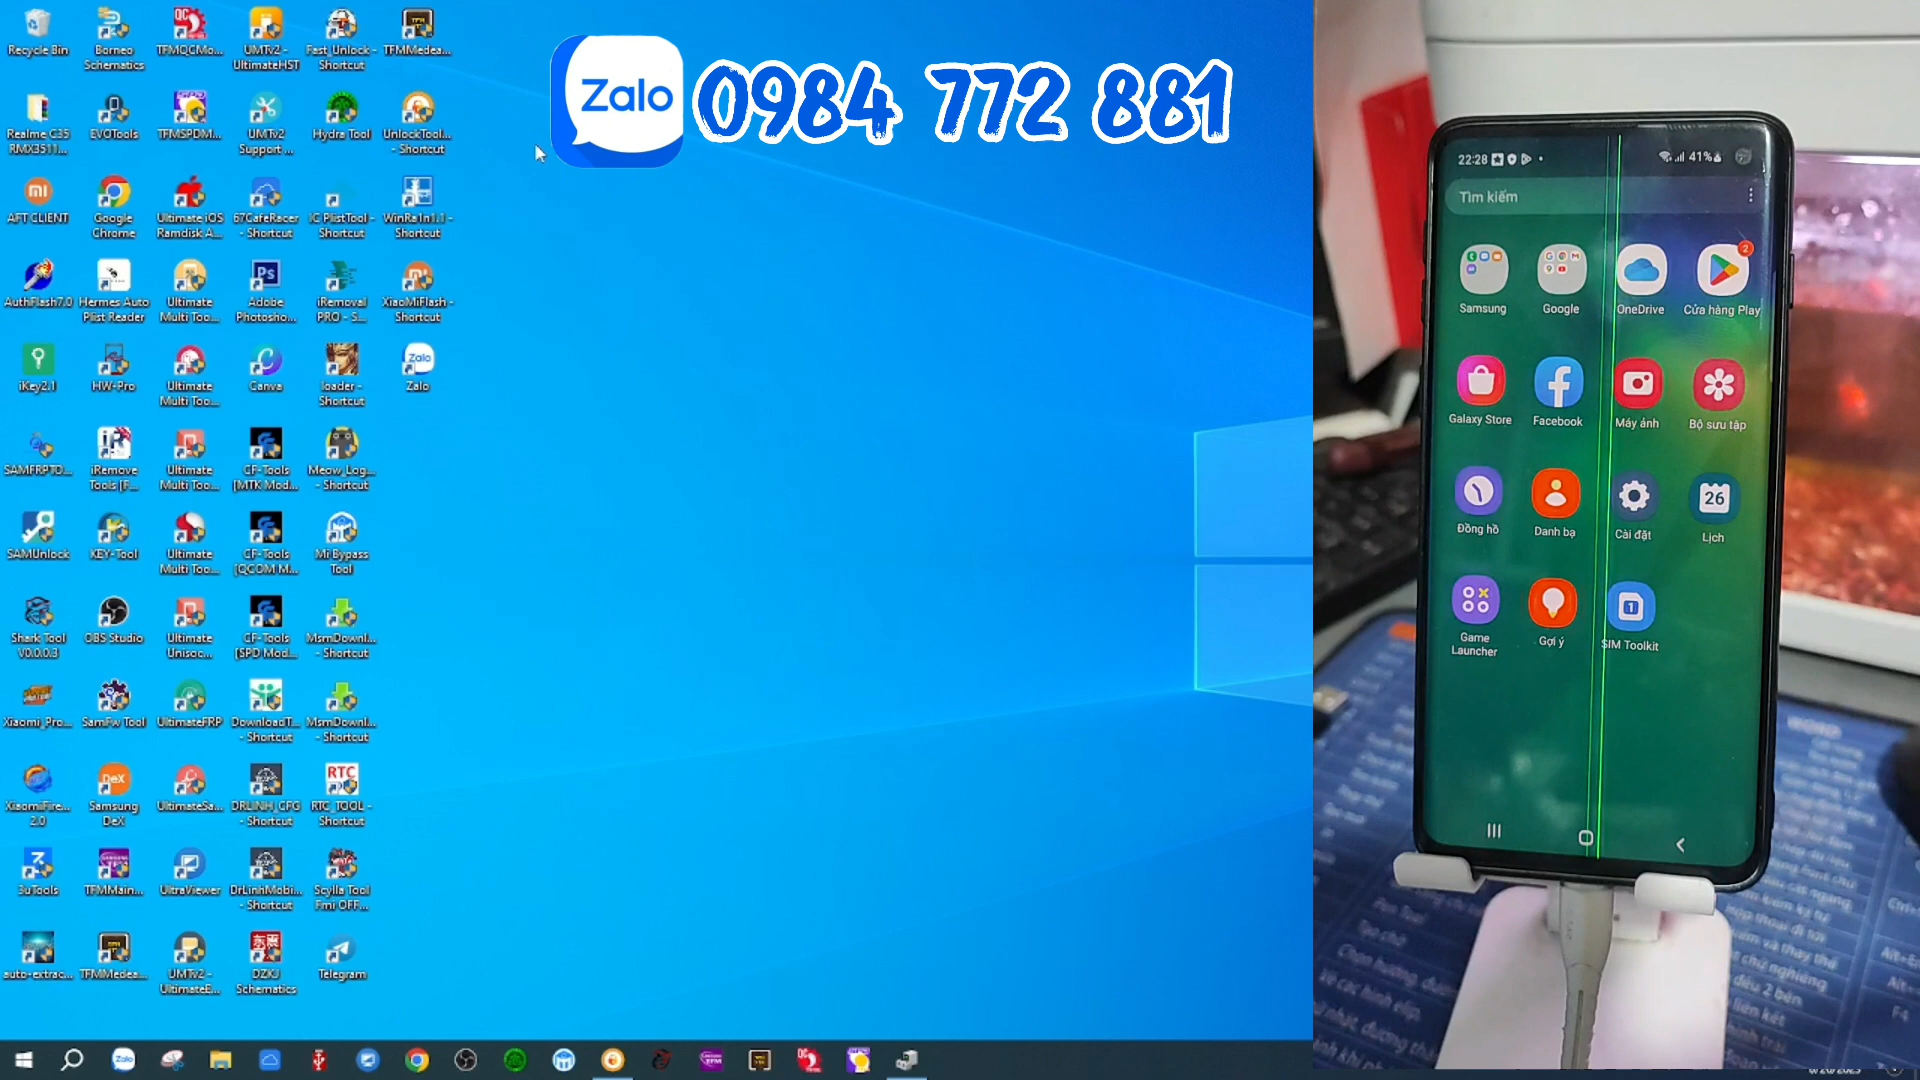 Zalo 0984 772 881
Recycle Bin
Borneo
Schematics
TFMQCMo...
UMTv2 -
UltimateHST
Fast_Unlock -
Shortcut
TFMMedea...
Realme C35
RMX3511...
EVOTools
TFMSPDM...
UMTv2
Support ...
Hydra Tool
UnlockTool...
- Shortcut
AFT CLIENT
Google
Chrome
Ultimate iOS
Ramdisk A...
67CafeRacer
- Shortcut
IC PlistTool -
Shortcut
WinRa1n1.1 -
Shortcut
AuthFlash7.0
Hermes Auto
Plist Reader
Ultimate
Multi Too...
Adobe
Photosho...
iRemoval
PRO - S...
XiaoMiFlash -
Shortcut
iKey2.1
HW-Pro
Ultimate
Multi Too...
Canva
loader -
Shortcut
Zalo
SAMFRPTO...
iRemove
Tools [F...
Ultimate
Multi Too...
CF-Tools
[MTK Mod...
Meow_Log...
- Shortcut
SAMUnlock
KEY-Tool
Ultimate
Multi Too...
CF-Tools
[QCOM M...
Mi Bypass
Tool
Shark Tool
V0.0.0.3
OBS Studio
Ultimate
Unisoc...
CF-Tools
[SPD Mod...
MsmDownl...
- Shortcut
Xiaomi_Pro...
SamFw Tool
UltimateFRP
DownloadT...
- Shortcut
MsmDownl...
- Shortcut
XiaomiFire...
2.0
Samsung
DeX
UltimateSa...
DRLINH_CFG
- Shortcut
RTC_TOOL -
Shortcut
3uTools
TFMMain...
UltraViewer
DrLinhMobi...
- Shortcut
Scylla Tool
Fmi OFF...
auto-extrac...
TFMMedea...
UMTv2 -
UltimateE...
DZKJ
Schematics
Telegram
22:28
41%
Tìm kiếm
Samsung
Google
OneDrive
2
Cửa hàng Play
Galaxy Store
Facebook
Máy ảnh
Bộ sưu tập
Đồng hồ
Danh bạ
Cài đặt
26
Lịch
Game
Launcher
Gợi ý
SIM Toolkit